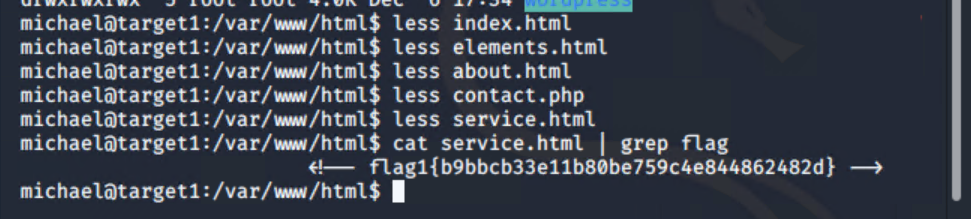 drwxrwxrwx 5 root root 4.0K Dec 6 17:34 wordpress
michael@target1:/var/www/html$ less index.html
michael@target1:/var/www/html$ less elements.html
michael@target1:/var/www/html$ less about.html
michael@target1:/var/www/html$ less contact.php
michael@target1:/var/www/html$ less service.html
michael@target1:/var/www/html$ cat service.html | grep flag
<!-- flag1{b9bbcb33e11b80be759c4e844862482d} -->
michael@target1:/var/www/html$